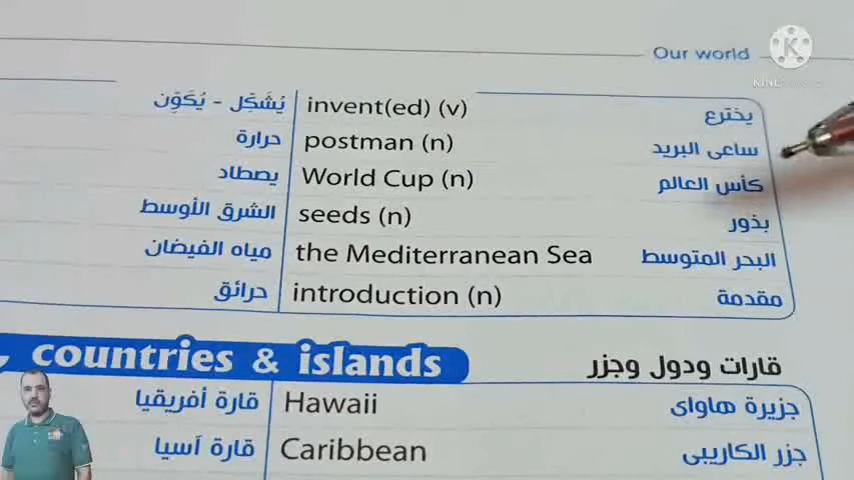 Our world
K
يُشَكِّل - يُكَوِّن invent(ed) (v) يخترع
حرارة postman (n) ساعى البريد
يصطاد World Cup (n) كأس العالم
الشرق الأوسط seeds (n) بذور
مياه الفيضان the Mediterranean Sea البحر المتوسط
حرائق introduction (n) مقدمة
countries & islands قارات ودول وجزر
قارة أفريقيا Hawaii جزيرة هاواى
قارة آسيا Caribbean جزر الكاريبى